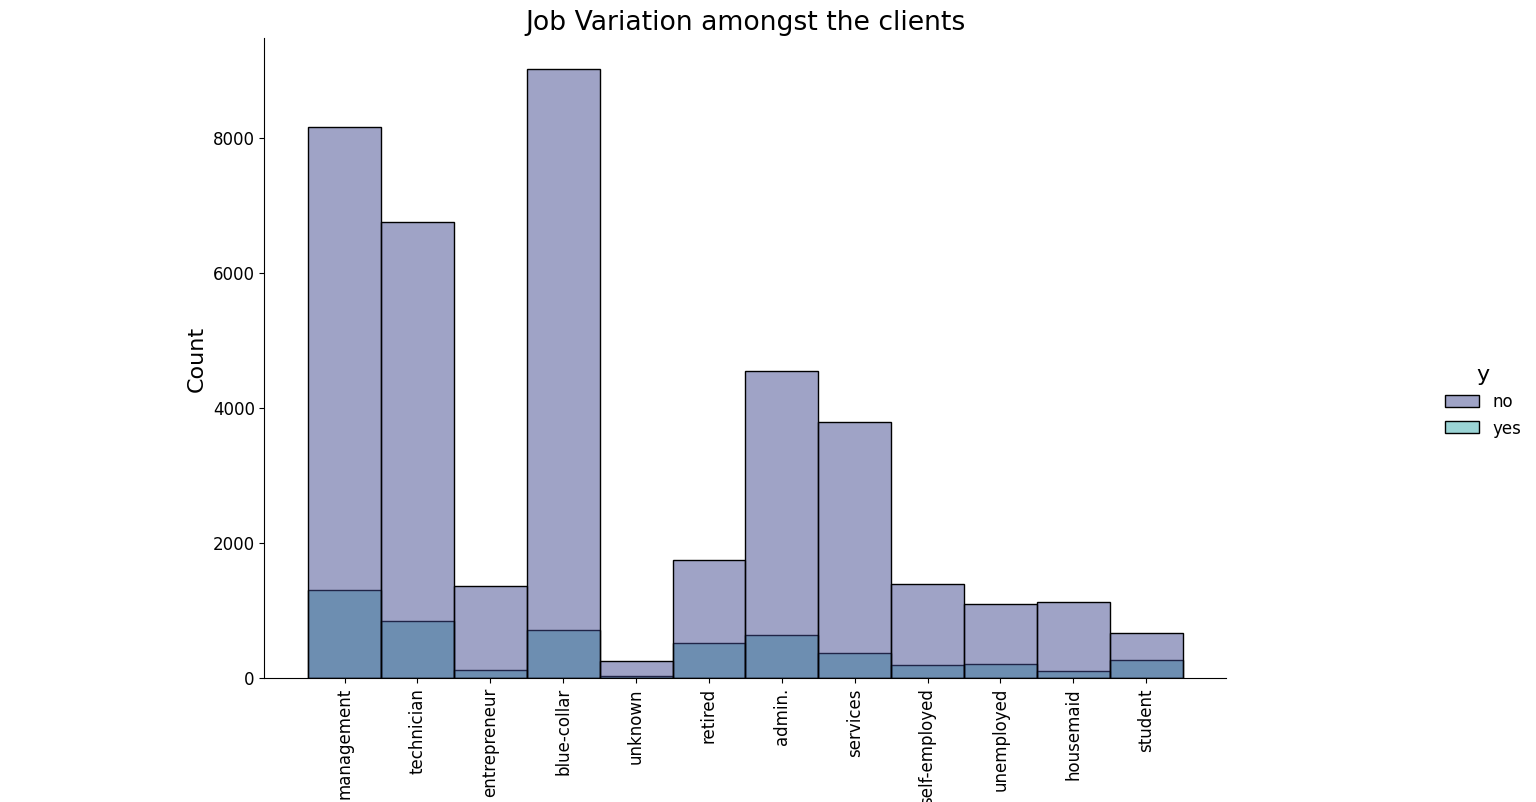 Job Variation amongst the clients
Count
8000
6000
4000
2000
0
management
technician
entrepreneur
blue-collar
unknown
retired
admin.
services
self-employed
unemployed
housemaid
student
y
no
yes